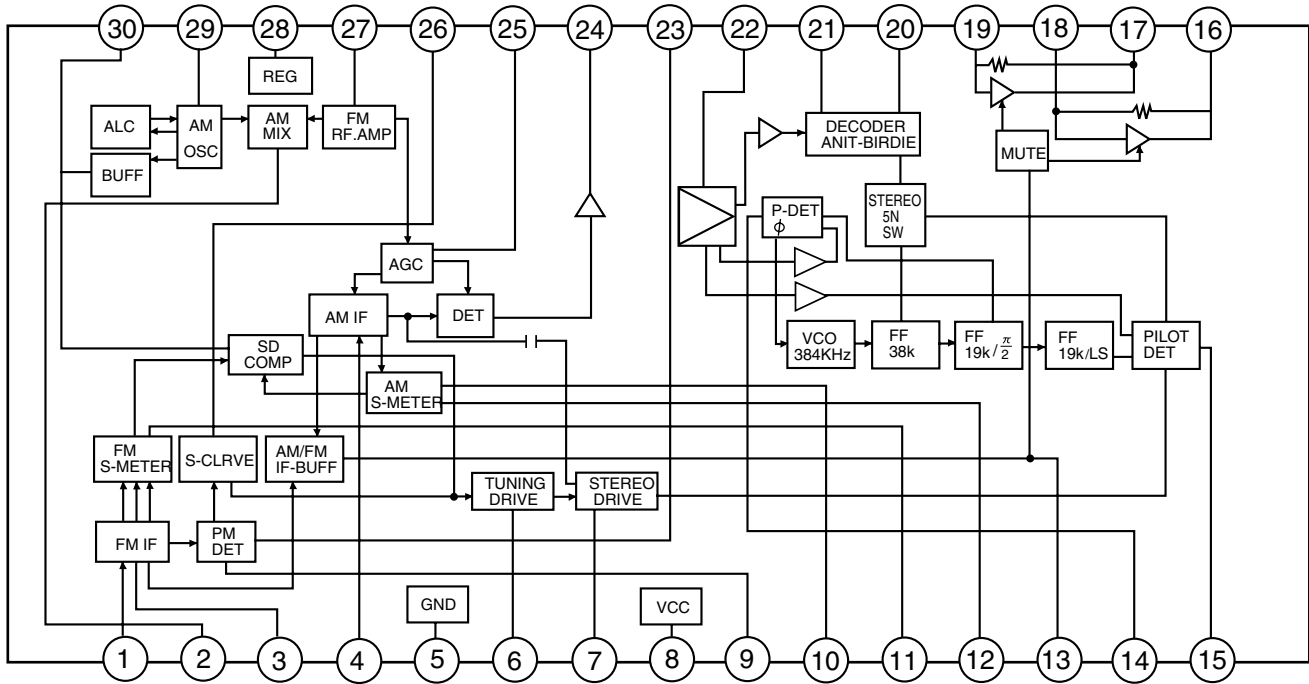 30 29 28 27 26 25 24 23 22 21 20 19 18 17 16
REG
ALC
AM
OSC
AM
MIX
FM
RF.AMP
DECODER
ANIT-BIRDIE
MUTE
BUFF
STEREO
5N
SW
P-DET
ϕ
AGC
AM IF
DET
SD
COMP
VCO
384KHz
FF
38k
FF
19k/π/2
FF
19k/LS
PILOT
DET
AM
S-METER
FM
S-METER
S-CLRVE
AM/FM
IF-BUFF
TUNING
DRIVE
STEREO
DRIVE
FM IF
PM
DET
GND
VCC
1 2 3 4 5 6 7 8 9 10 11 12 13 14 15